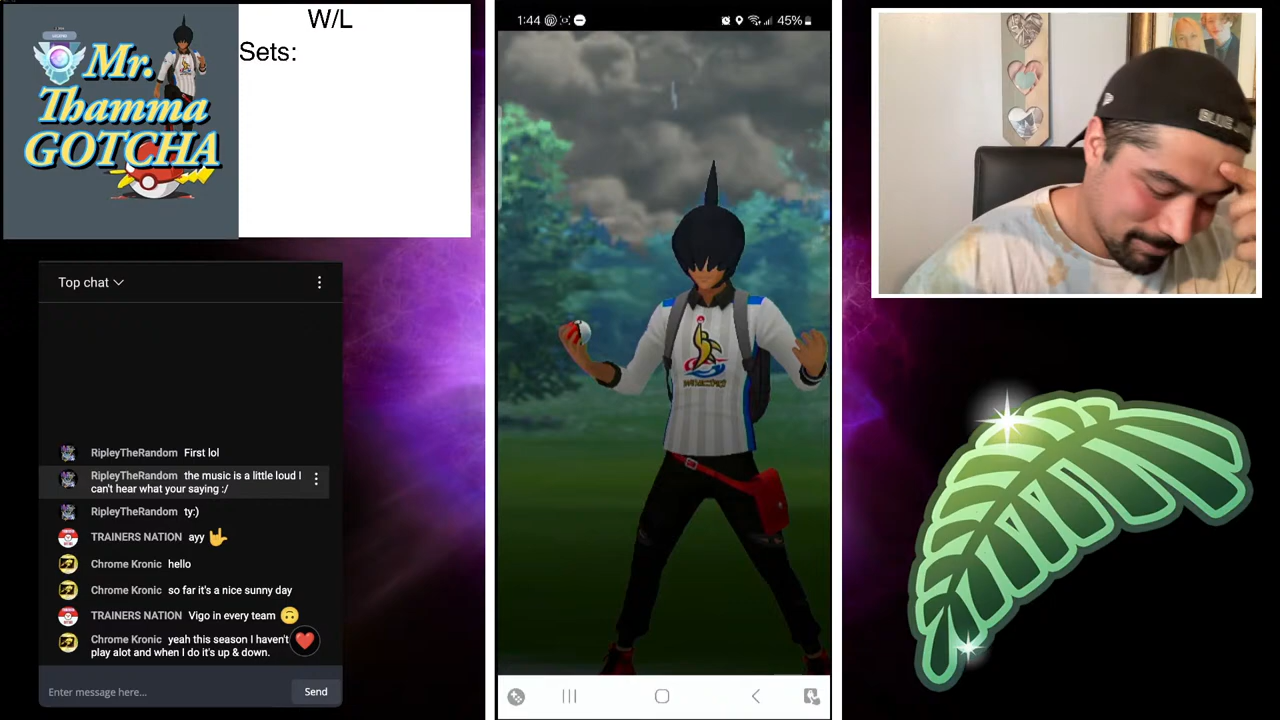 W/L
Sets:
Mr.
Thamma
GOTCHA
1:44
45%
Top chat
RipleyTheRandom First lol
RipleyTheRandom the music is a little loud I
can't hear what your saying :/
RipleyTheRandom ty:)
TRAINERS NATION ayy 🤟
Chrome Kronic hello
Chrome Kronic so far it's a nice sunny day
TRAINERS NATION Vigo in every team 🙃
Chrome Kronic yeah this season I haven't
play alot and when I do it's up & down.
Enter message here...
Send